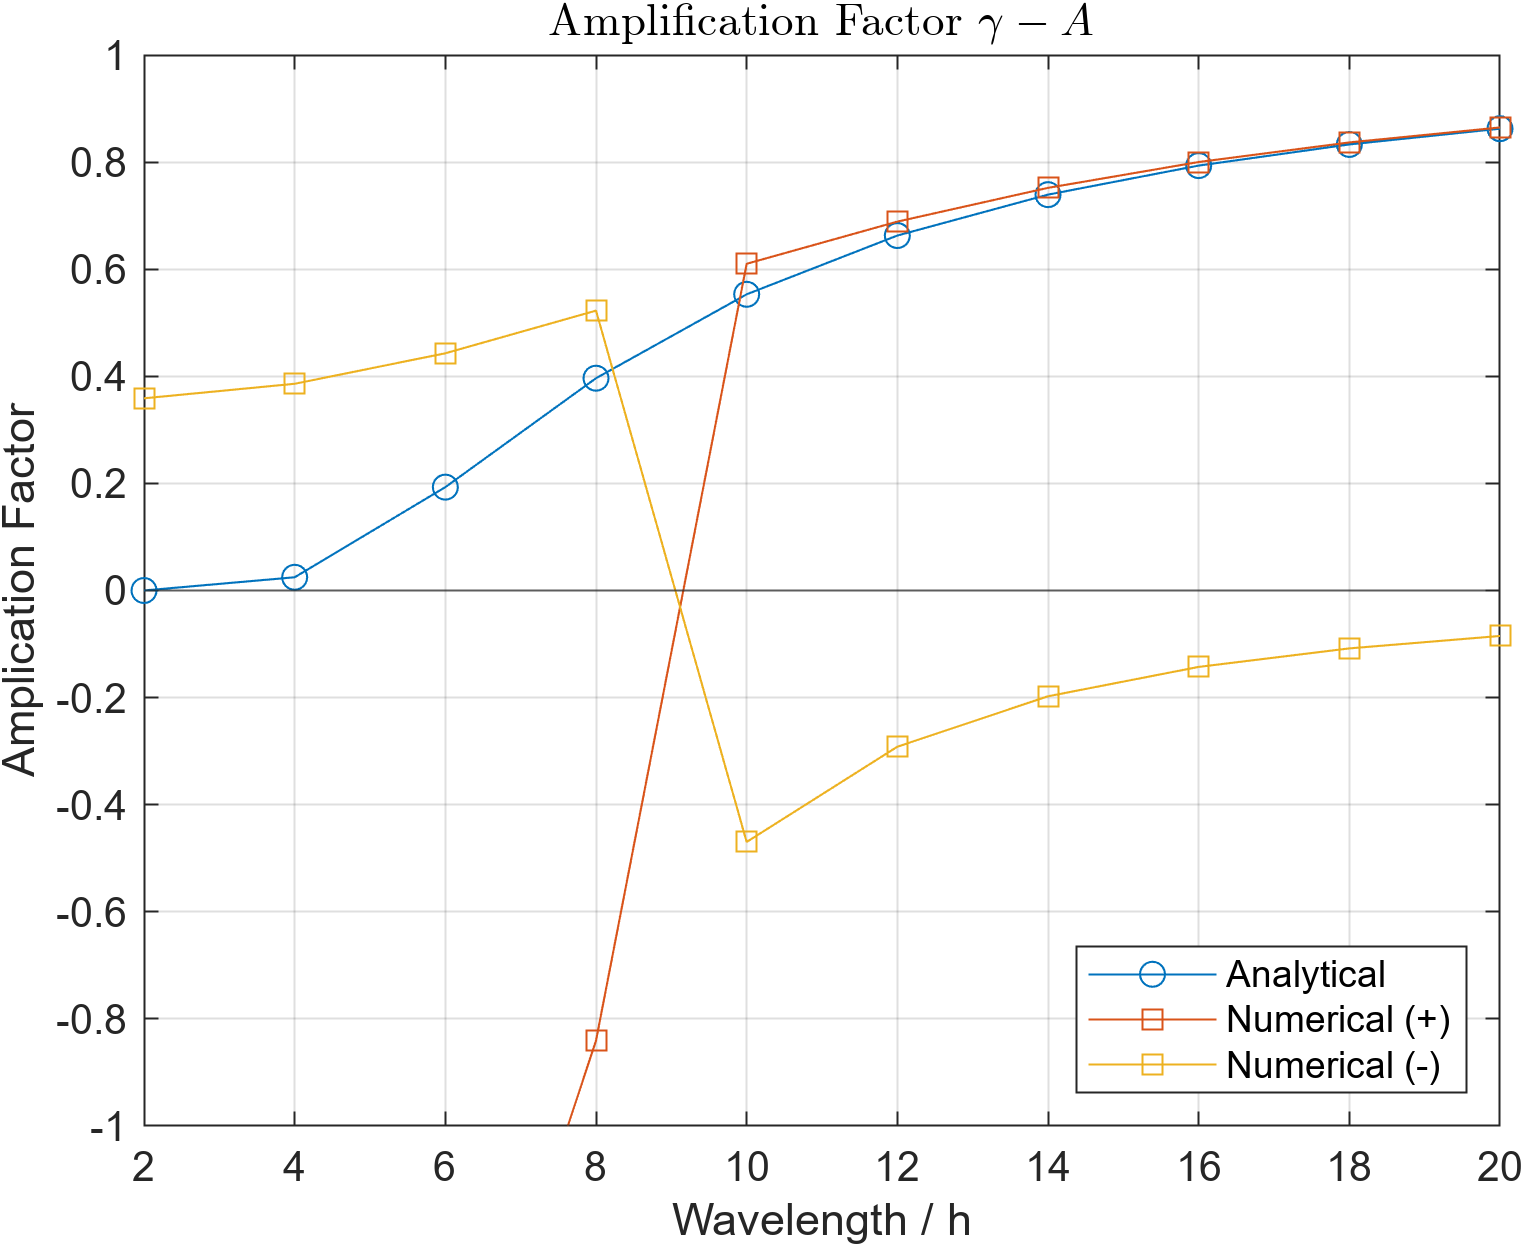 Amplification Factor γ − A
1
0.8
0.6
0.4
0.2
0
-0.2
-0.4
-0.6
-0.8
-1
Amplication Factor
2 4 6 8 10 12 14 16 18 20
Wavelength / h
Analytical
Numerical (+)
Numerical (-)